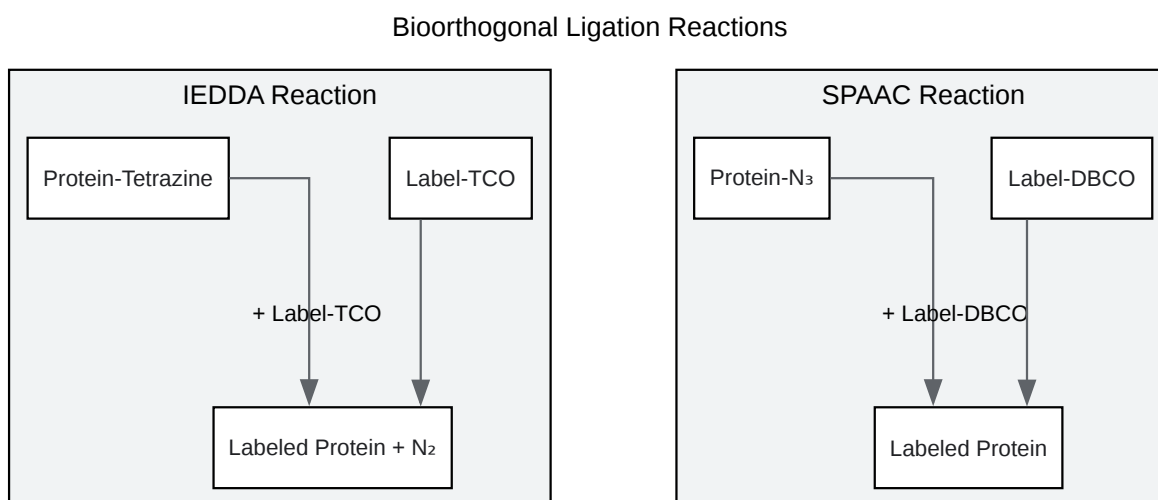 Bioorthogonal Ligation Reactions
IEDDA Reaction
Protein-Tetrazine
Label-TCO
+ Label-TCO
Labeled Protein + N₂
SPAAC Reaction
Protein-N₃
Label-DBCO
+ Label-DBCO
Labeled Protein